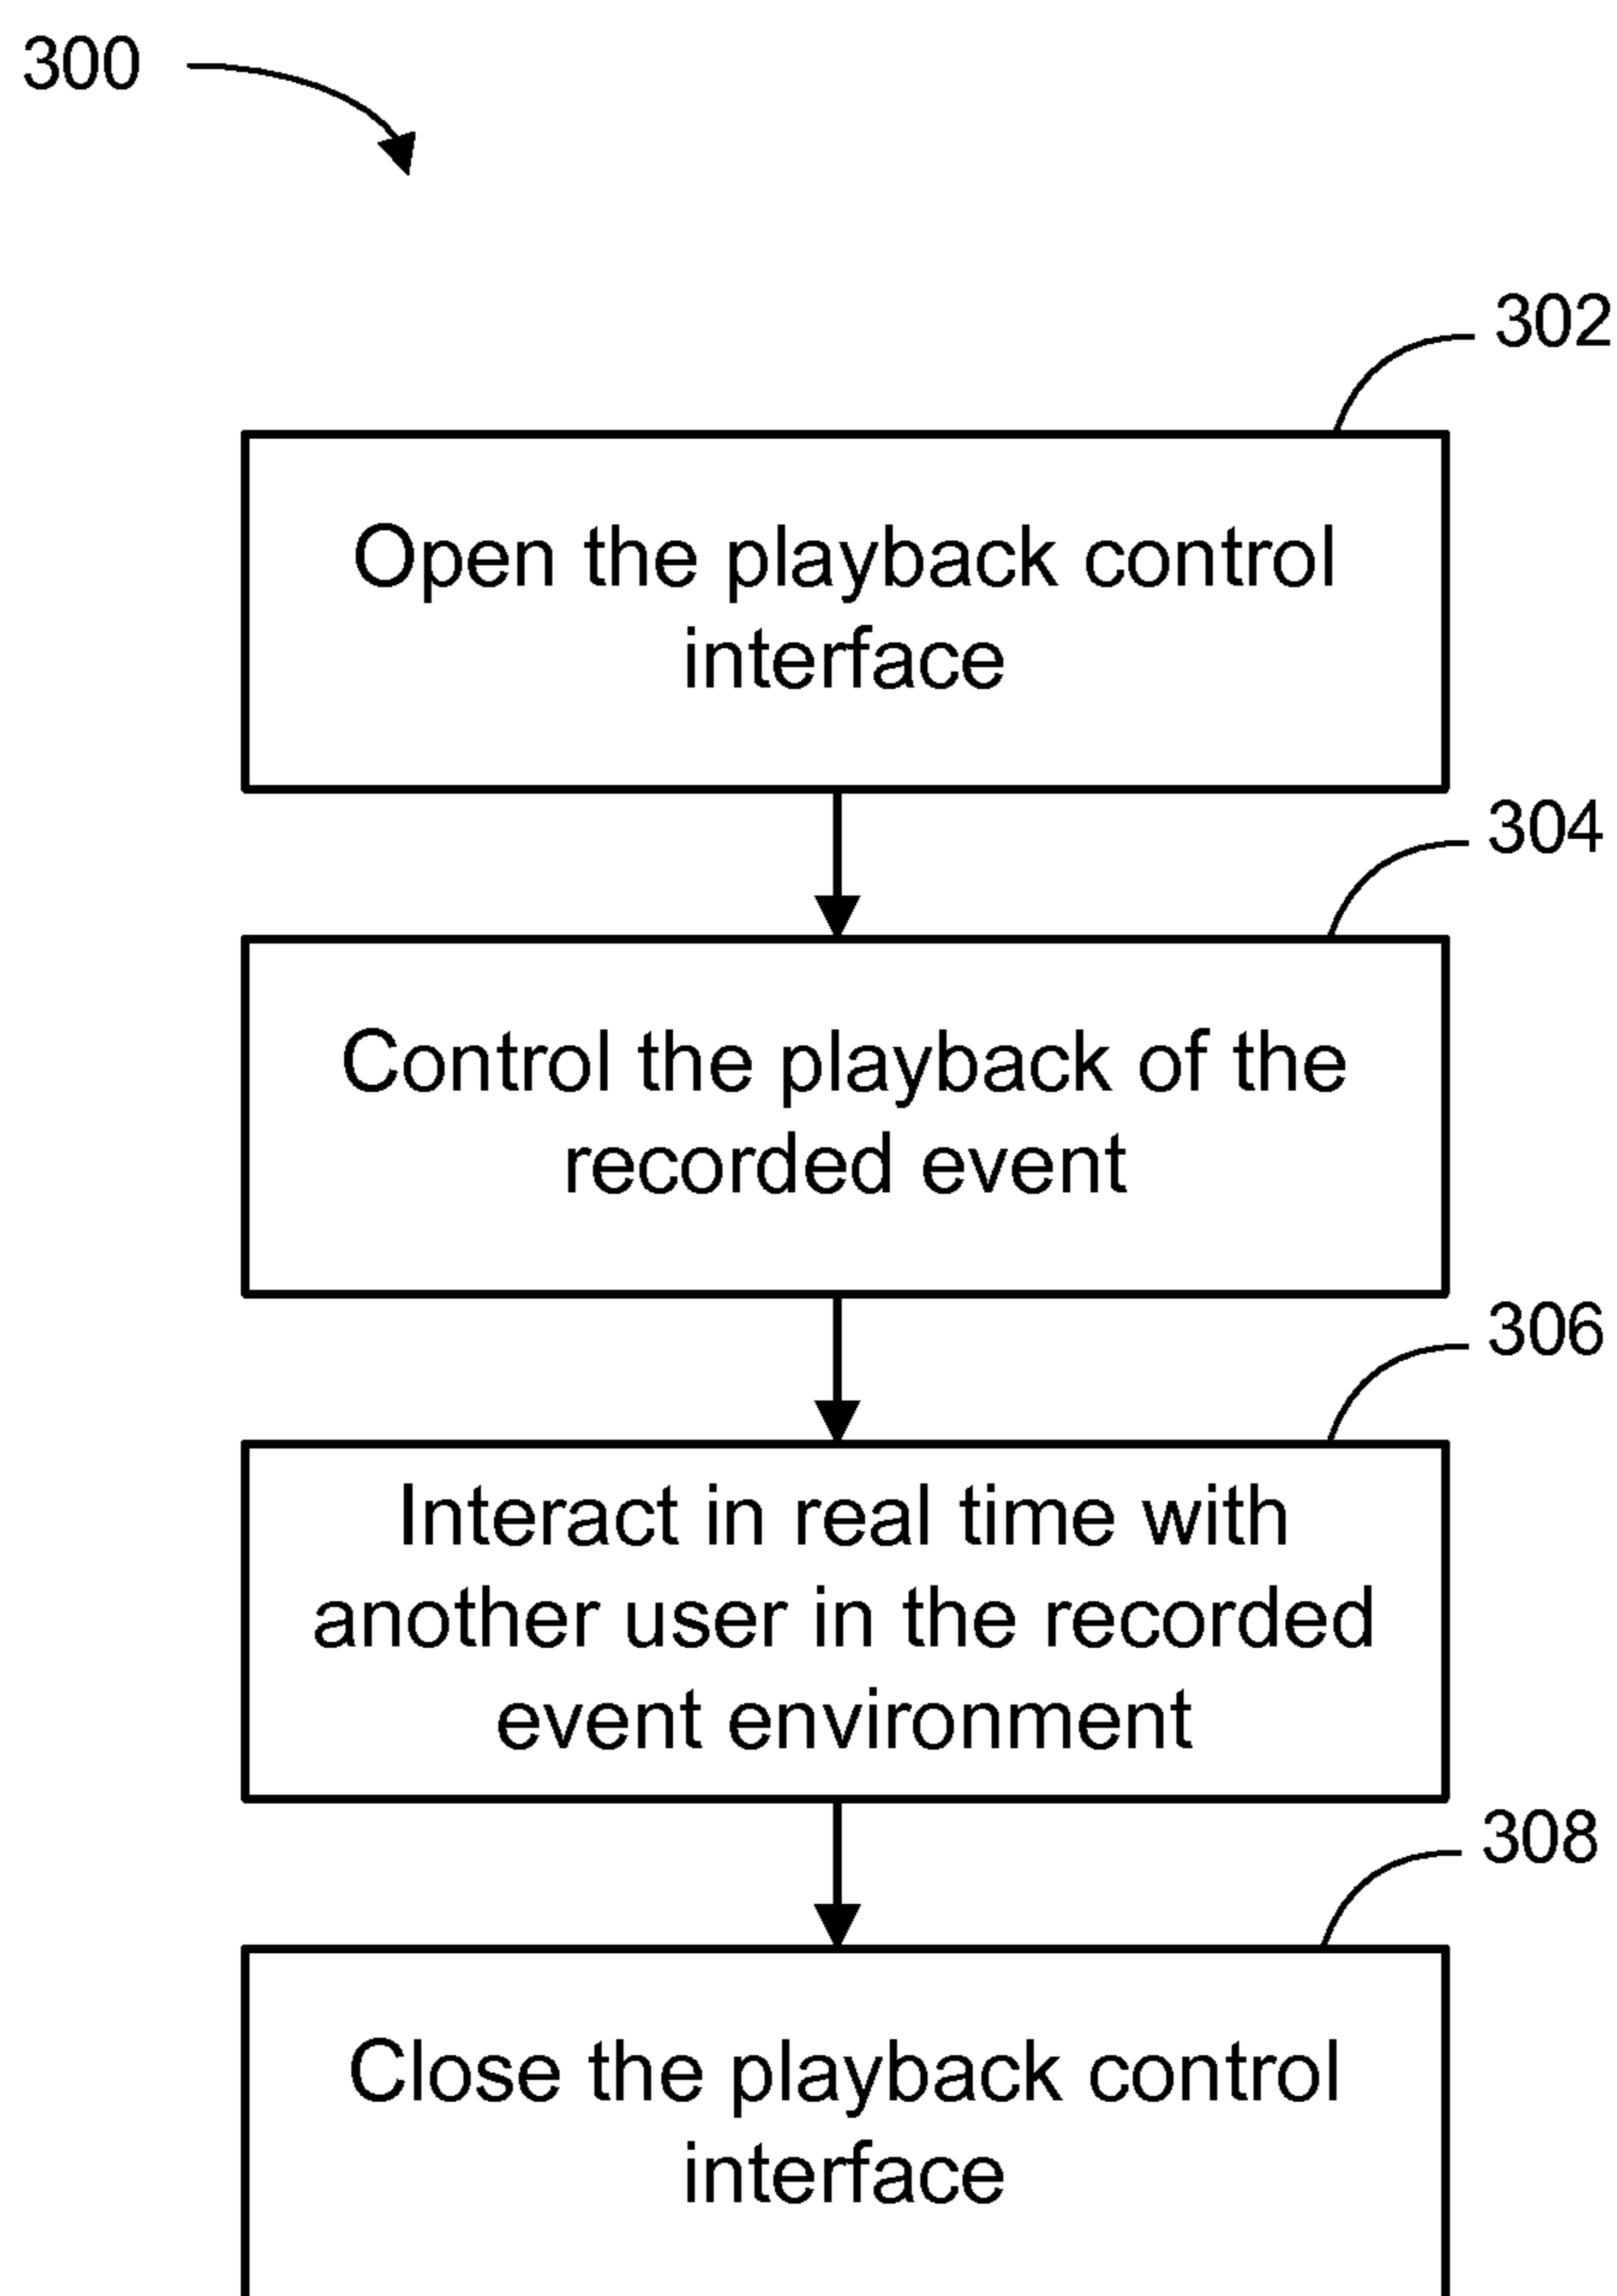 300
302
Open the playback control
interface
304
Control the playback of the
recorded event
306
Interact in real time with
another user in the recorded
event environment
308
Close the playback control
interface